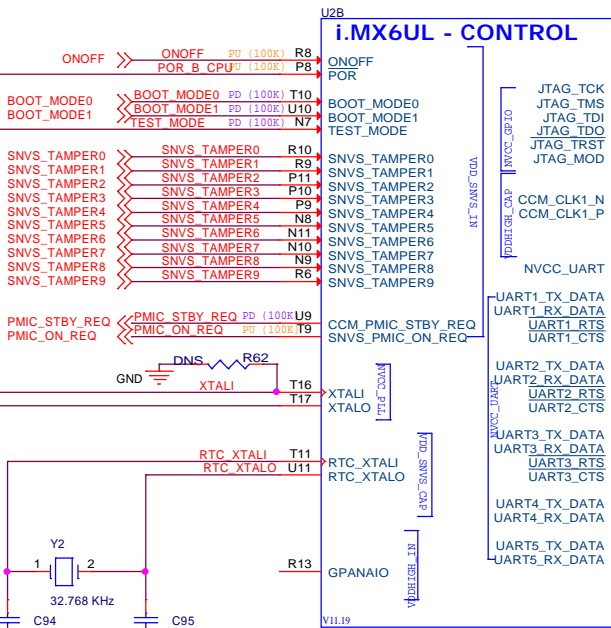 U2B
i.MX6UL - CONTROL
ONOFF ONOFF PU (100K) R8 ONOFF
POR_B_CPU PU (100K) P8 POR
BOOT_MODE0 BOOT_MODE0 PD (100K) T10 BOOT_MODE0
BOOT_MODE1 BOOT_MODE1 PD (100K) U10 BOOT_MODE1
TEST_MODE PD (100K) N7 TEST_MODE
SNVS_TAMPER0 SNVS_TAMPER0 R10 SNVS_TAMPER0
SNVS_TAMPER1 SNVS_TAMPER1 R9 SNVS_TAMPER1
SNVS_TAMPER2 SNVS_TAMPER2 P11 SNVS_TAMPER2
SNVS_TAMPER3 SNVS_TAMPER3 P10 SNVS_TAMPER3
SNVS_TAMPER4 SNVS_TAMPER4 P9 SNVS_TAMPER4
SNVS_TAMPER5 SNVS_TAMPER5 N8 SNVS_TAMPER5
SNVS_TAMPER6 SNVS_TAMPER6 N11 SNVS_TAMPER6
SNVS_TAMPER7 SNVS_TAMPER7 N10 SNVS_TAMPER7
SNVS_TAMPER8 SNVS_TAMPER8 N9 SNVS_TAMPER8
SNVS_TAMPER9 SNVS_TAMPER9 R6 SNVS_TAMPER9
PMIC_STBY_REQ PMIC_STBY_REQ PD (100K) U9 CCM_PMIC_STBY_REQ
PMIC_ON_REQ PMIC_ON_REQ PU (100K) T9 SNVS_PMIC_ON_REQ
VDD_SNVS_IN
DNS R62
GND
XTALI T16 XTALI
T17 XTALO
NVCC_PLL
RTC_XTALI T11 RTC_XTALI
RTC_XTALO U11 RTC_XTALO
VDD_SNVS_CAP
R13 GPANAIO
VDDHIGH_IN
Y2
1 2
32.768 KHz
C94 C95
V11.19
JTAG_TCK
JTAG_TMS
JTAG_TDI
JTAG_TDO
JTAG_TRST
JTAG_MOD
NVCC_GPIO
CCM_CLK1_N
CCM_CLK1_P
VDDHIGH_CAP
NVCC_UART
UART1_TX_DATA
UART1_RX_DATA
UART1_RTS
UART1_CTS
UART2_TX_DATA
UART2_RX_DATA
UART2_RTS
UART2_CTS
NVCC_UART
UART3_TX_DATA
UART3_RX_DATA
UART3_RTS
UART3_CTS
UART4_TX_DATA
UART4_RX_DATA
UART5_TX_DATA
UART5_RX_DATA